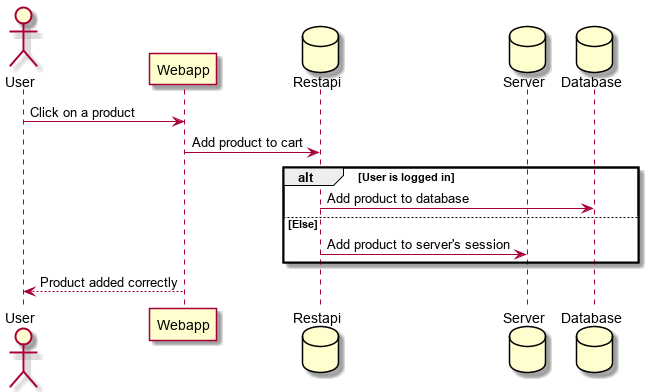 User
Webapp
Restapi
Server
Database
Click on a product
Add product to cart
alt
[User is logged in]
Add product to database
[Else]
Add product to server's session
Product added correctly
User
Webapp
Restapi
Server
Database